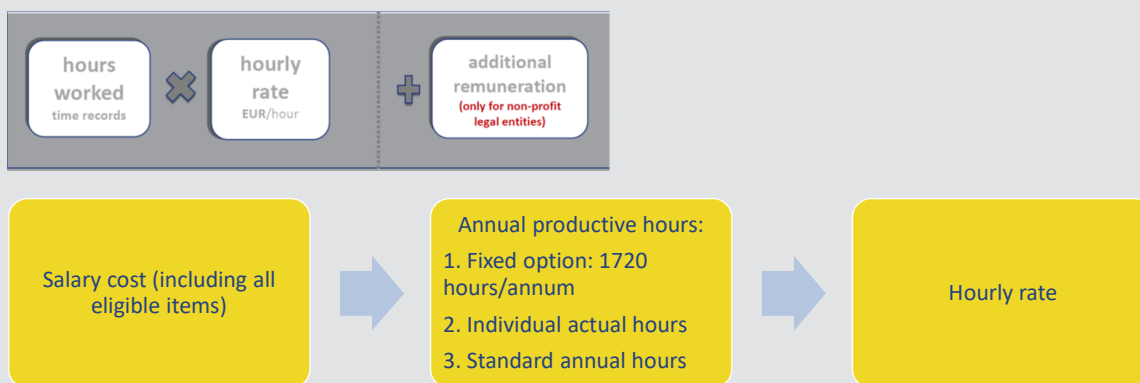 hours
worked
time records
hourly
rate
EUR/hour
additional
remuneration
(only for non-profit
legal entities)
Salary cost (including all
eligible items)
Annual productive hours:
1. Fixed option: 1720
hours/annum
2. Individual actual hours
3. Standard annual hours
Hourly rate